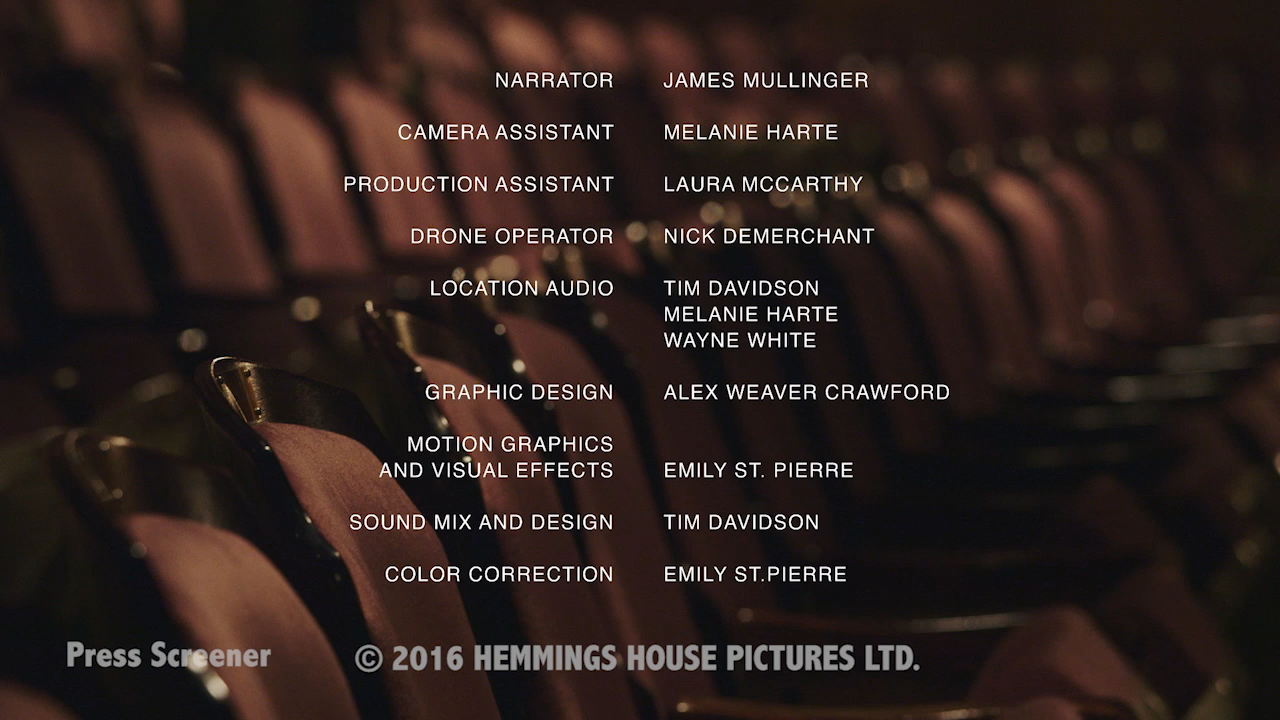 NARRATOR JAMES MULLINGER
CAMERA ASSISTANT MELANIE HARTE
PRODUCTION ASSISTANT LAURA MCCARTHY
DRONE OPERATOR NICK DEMERCHANT
LOCATION AUDIO TIM DAVIDSON
MELANIE HARTE
WAYNE WHITE
GRAPHIC DESIGN ALEX WEAVER CRAWFORD
MOTION GRAPHICS
AND VISUAL EFFECTS EMILY ST. PIERRE
SOUND MIX AND DESIGN TIM DAVIDSON
COLOR CORRECTION EMILY ST.PIERRE
Press Screener © 2016 HEMMINGS HOUSE PICTURES LTD.